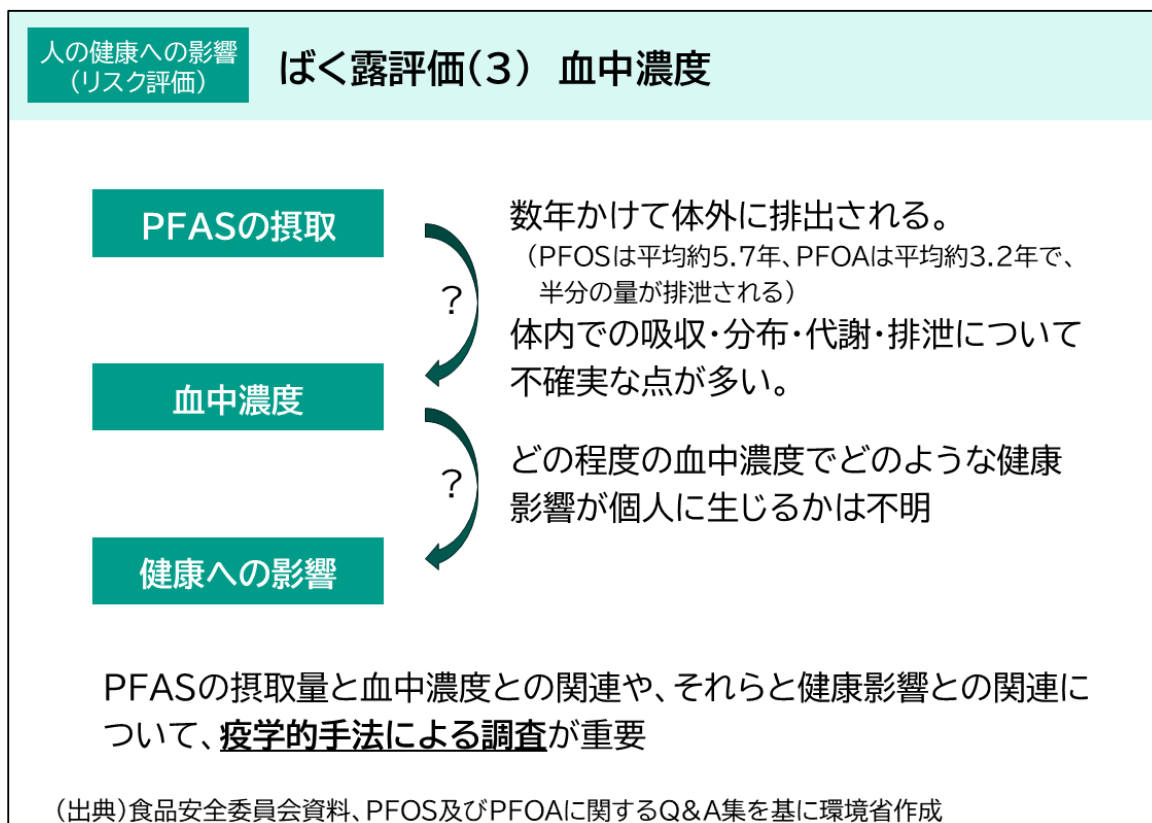 人の健康への影響
(リスク評価)
ばく露評価(3) 血中濃度
PFASの摂取
?
数年かけて体外に排出される。
(PFOSは平均約5.7年、PFOAは平均約3.2年で、
半分の量が排泄される)
体内での吸収・分布・代謝・排泄について
不確実な点が多い。
血中濃度
?
どの程度の血中濃度でどのような健康
影響が個人に生じるかは不明
健康への影響
PFASの摂取量と血中濃度との関連や、それらと健康影響との関連に
ついて、疫学的手法による調査が重要
(出典)食品安全委員会資料、PFOS及びPFOAに関するQ&A集を基に環境省作成